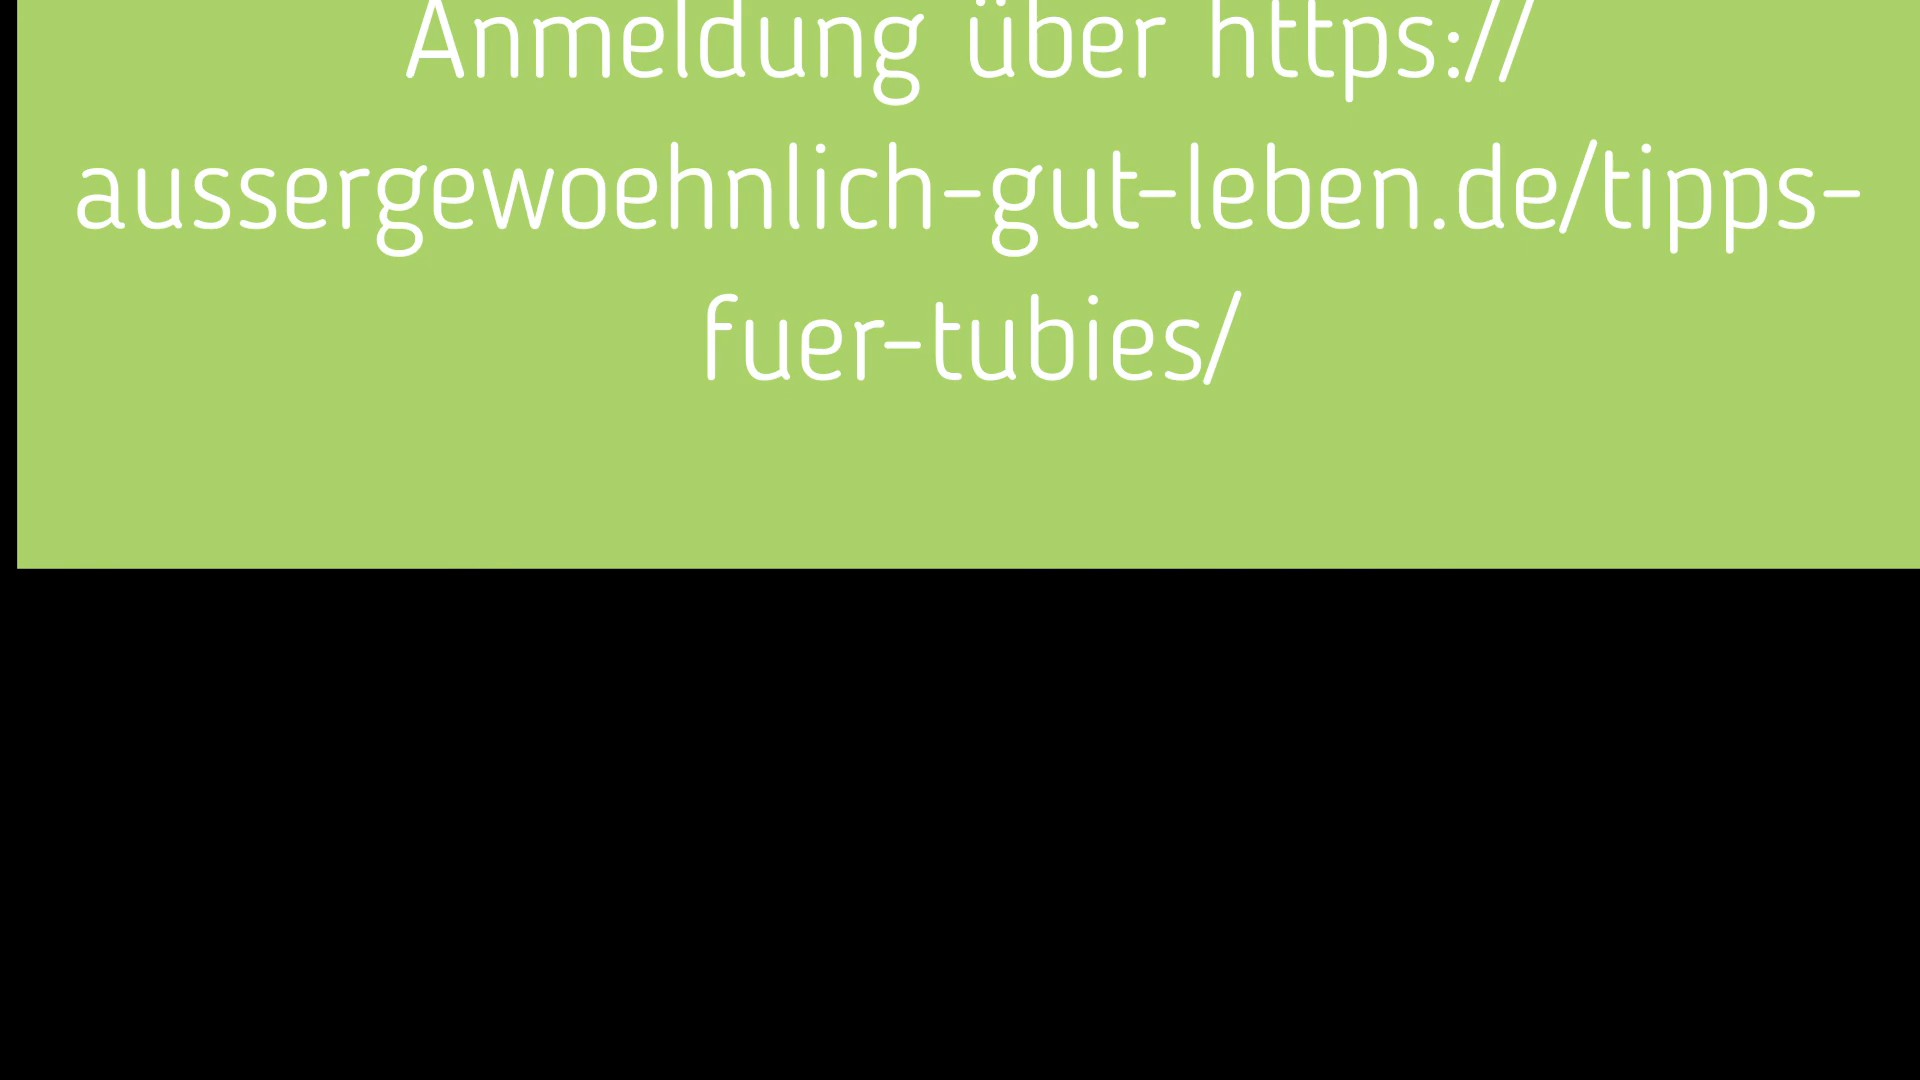 Anmeldung über https://
aussergewoehnlich-gut-leben.de/tipps-
fuer-tubies/